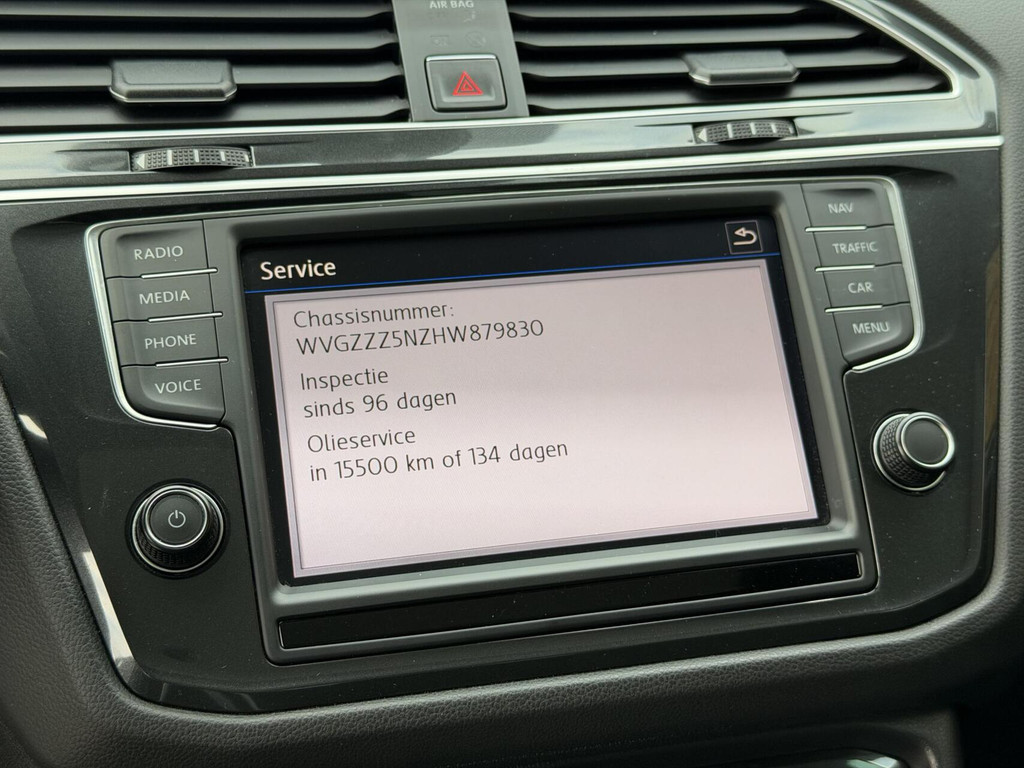 AIR BAG
RADIO
MEDIA
PHONE
VOICE
Service
Chassisnummer:
WVGZZZ5NZHW879830
Inspectie
sinds 96 dagen
Olieservice
in 15500 km of 134 dagen
NAV
TRAFFIC
CAR
MENU